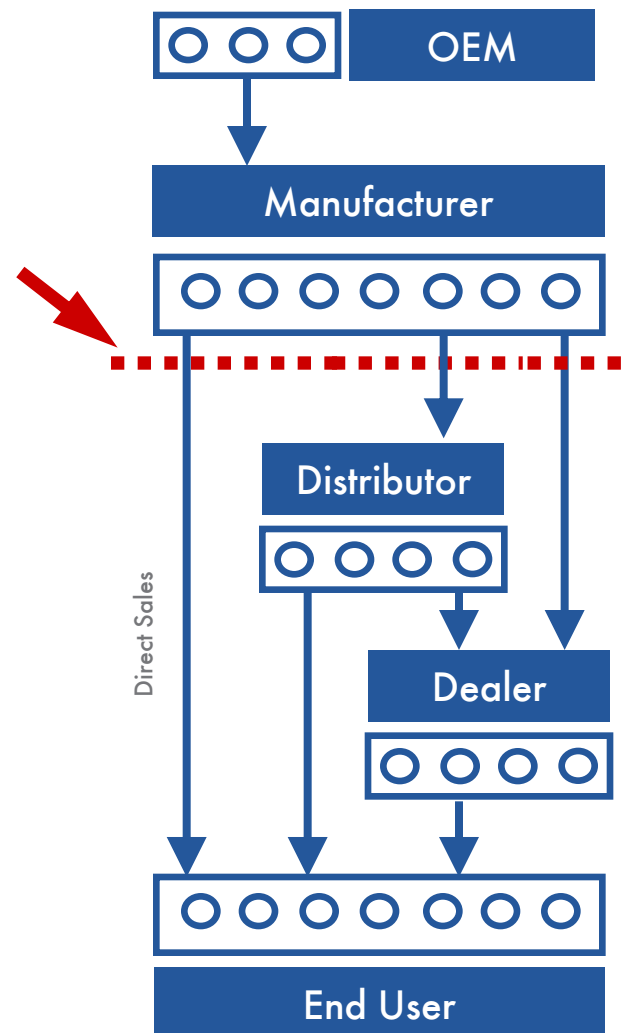 OEM
Manufacturer
Distributor
Direct Sales
Dealer
End User